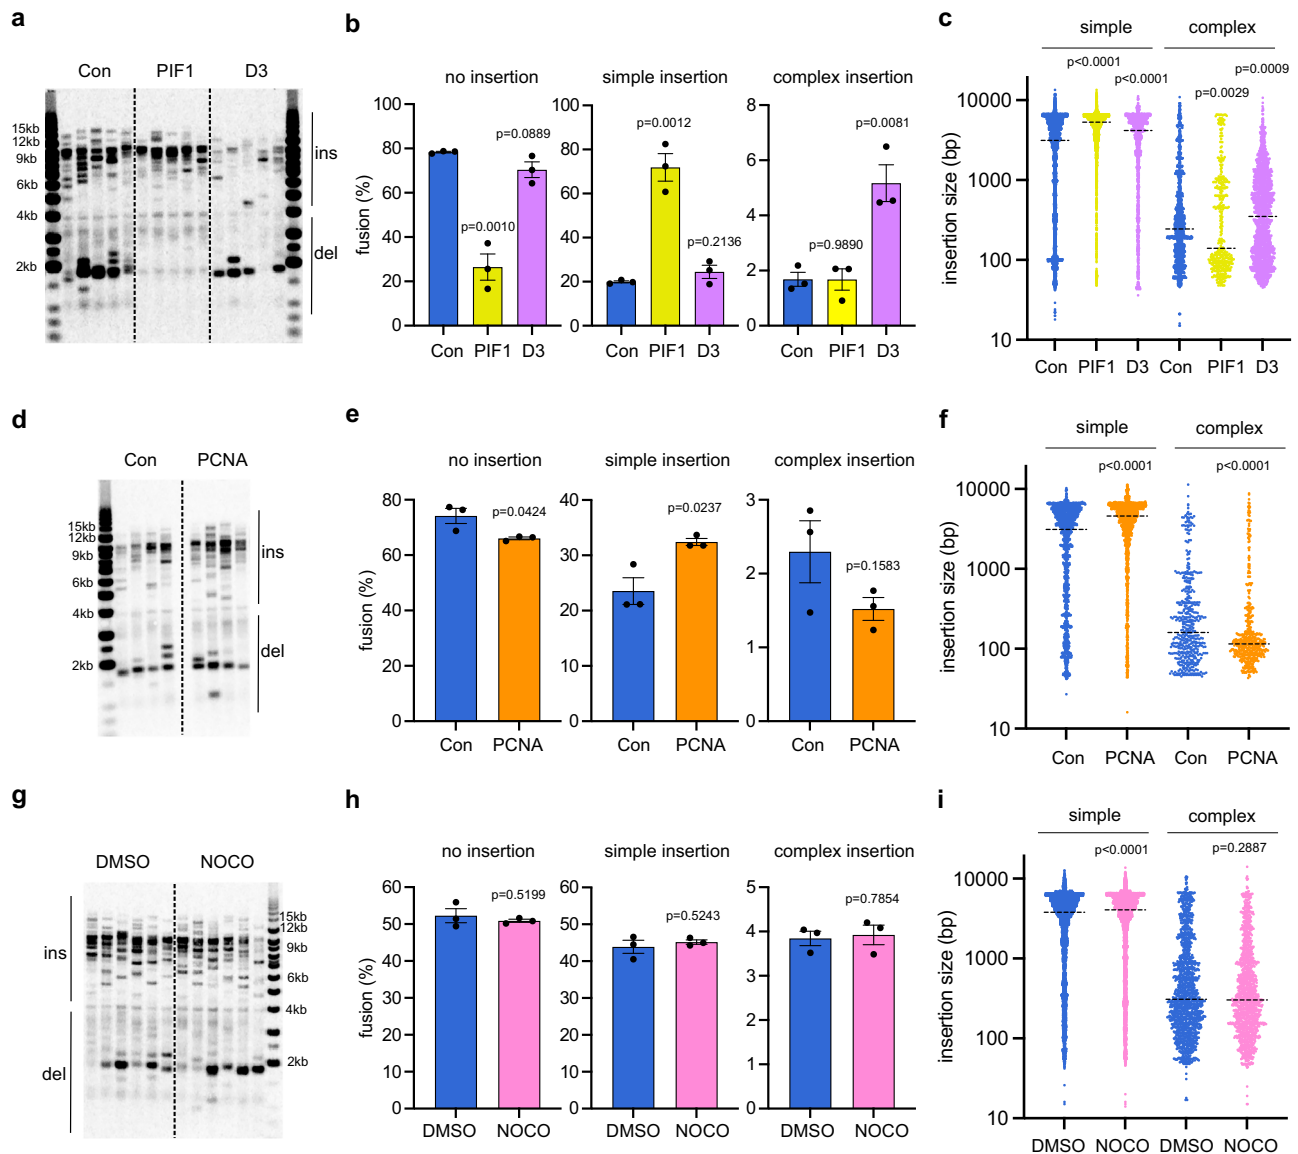 a
Con PIF1 D3
15kb
12kb
9kb
6kb
4kb
2kb
ins
del
b
no insertion simple insertion complex insertion
fusion (%)
100
80
60
40
20
0
p=0.0010
p=0.0889
Con PIF1 D3
100
80
60
40
20
0
p=0.0012
p=0.2136
Con PIF1 D3
8
6
4
2
0
p=0.9890
p=0.0081
Con PIF1 D3
c
simple complex
p<0.0001
p<0.0001
p=0.0029
p=0.0009
insertion size (bp)
10000
1000
100
10
Con PIF1 D3 Con PIF1 D3
d
Con PCNA
15kb
12kb
9kb
6kb
4kb
2kb
ins
del
e
no insertion simple insertion complex insertion
fusion (%)
80
60
40
20
0
p=0.0424
Con PCNA
40
30
20
10
0
p=0.0237
Con PCNA
3
2
1
0
p=0.1583
Con PCNA
f
simple complex
p<0.0001 p<0.0001
insertion size (bp)
10000
1000
100
10
Con PCNA Con PCNA
g
DMSO NOCO
ins
del
15kb
12kb
9kb
6kb
4kb
2kb
h
no insertion simple insertion complex insertion
fusion (%)
60
50
40
30
20
10
0
p=0.5199
DMSO NOCO
60
50
40
30
20
10
0
p=0.5243
DMSO NOCO
5
4
3
2
1
0
p=0.7854
DMSO NOCO
i
simple complex
p<0.0001 p=0.2887
insertion size (bp)
10000
1000
100
10
DMSO NOCO DMSO NOCO